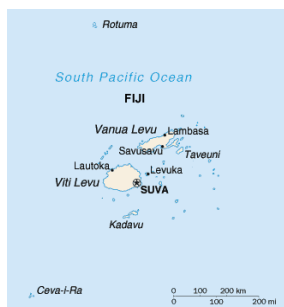 Rotuma
South Pacific Ocean
FIJI
Vanua Levu
Lambasa
Savusavu
Taveuni
Lautoka
Levuka
Viti Levu
SUVA
Kadavu
Ceva-i-Ra
0 100 200 km
0 100 200 mi